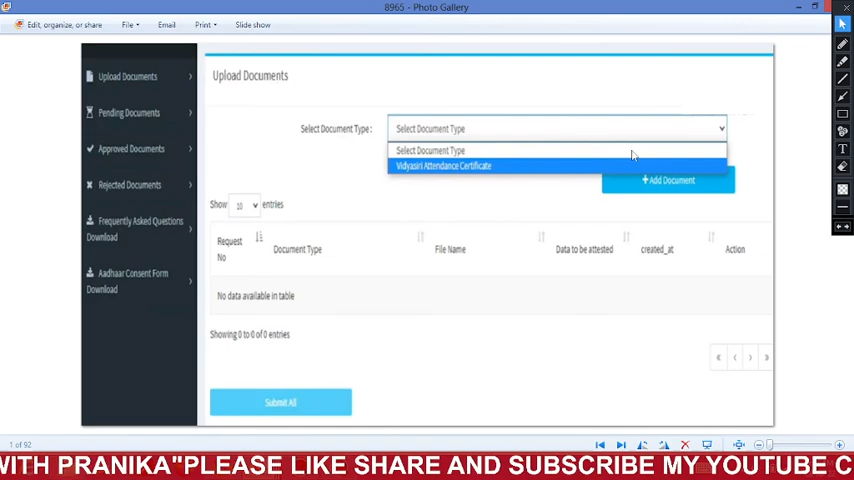 8965 - Photo Gallery
Edit, organize, or share File Email Print Slide show
Upload Documents
Pending Documents
Approved Documents
Rejected Documents
Frequently Asked Questions
Download
Aadhaar Consent Form
Download
Upload Documents
Select Document Type :
Select Document Type
Select Document Type
Vidyasiri Attendance Certificate
+Add Document
Show 10 entries
Request
No
Document Type
File Name
Data to be attested
created_at
Action
No data available in table
Showing 0 to 0 of 0 entries
« ‹ › »
Submit All
1 of 92
WITH PRANIKA"PLEASE LIKE SHARE AND SUBSCRIBE MY YOUTUBE C